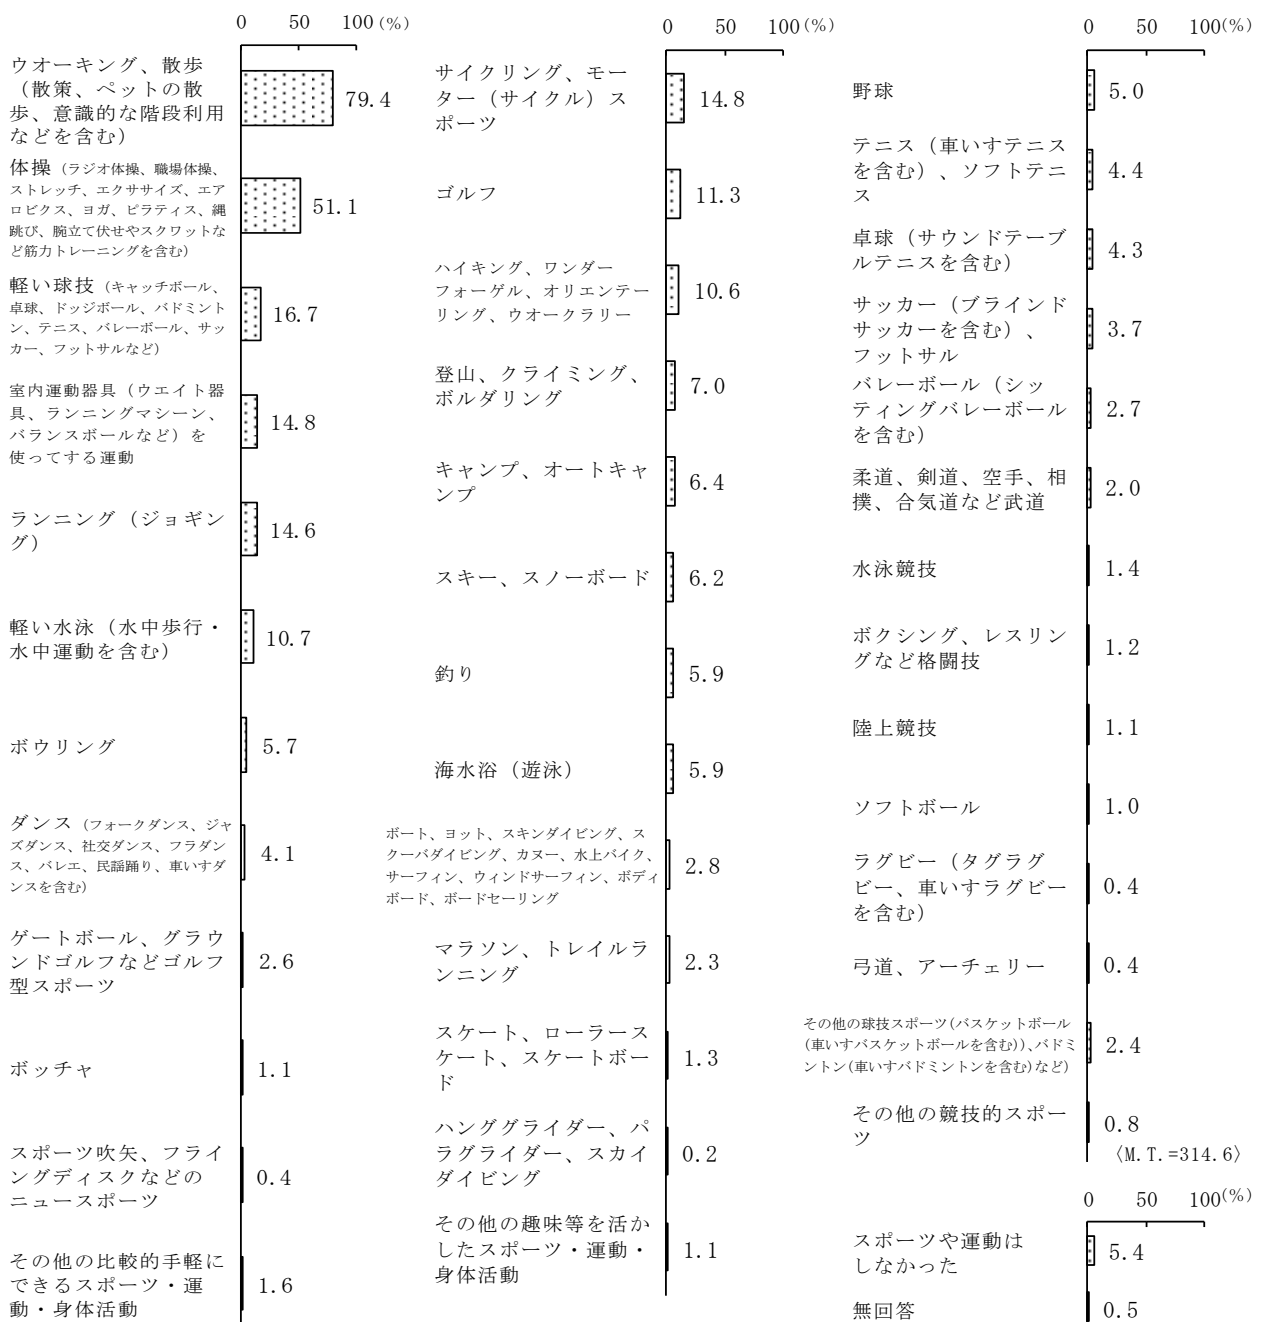 0 50 100(%)
ウオーキング、散歩
（散策、ペットの散
歩、意識的な階段利用
などを含む）
79.4
体操（ラジオ体操、職場体操、
ストレッチ、エクササイズ、エア
ロビクス、ヨガ、ピラティス、縄
跳び、腕立て伏せやスクワットな
ど筋力トレーニングを含む）
51.1
軽い球技（キャッチボール、
卓球、ドッジボール、バドミント
ン、テニス、バレーボール、サッ
カー、フットサルなど）
16.7
室内運動器具（ウエイト器
具、ランニングマシーン、
バランスボールなど）を
使ってする運動
14.8
ランニング（ジョギン
グ）
14.6
軽い水泳（水中歩行・
水中運動を含む）
10.7
ボウリング
5.7
ダンス（フォークダンス、ジャ
ズダンス、社交ダンス、フラダン
ス、バレエ、民謡踊り、車いすダ
ンスを含む）
4.1
ゲートボール、グラウ
ンドゴルフなどゴルフ
型スポーツ
2.6
ボッチャ
1.1
スポーツ吹矢、フライ
ングディスクなどの
ニュースポーツ
0.4
その他の比較的手軽に
できるスポーツ・運
動・身体活動
1.6
0 50 100(%)
サイクリング、モー
ター（サイクル）ス
ポーツ
14.8
ゴルフ
11.3
ハイキング、ワンダー
フォーゲル、オリエンテー
リング、ウオークラリー
10.6
登山、クライミング、
ボルダリング
7.0
キャンプ、オートキャ
ンプ
6.4
スキー、スノーボード
6.2
釣り
5.9
海水浴（遊泳）
5.9
ボート、ヨット、スキンダイビング、ス
クーバダイビング、カヌー、水上バイク、
サーフィン、ウィンドサーフィン、ボディ
ボード、ボードセーリング
2.8
マラソン、トレイルラ
ンニング
2.3
スケート、ローラース
ケート、スケートボー
ド
1.3
ハンググライダー、パ
ラグライダー、スカイ
ダイビング
0.2
その他の趣味等を活か
したスポーツ・運動・
身体活動
1.1
0 50 100(%)
野球
5.0
テニス（車いすテニス
を含む）、ソフトテニ
ス
4.4
卓球（サウンドテーブ
ルテニスを含む）
4.3
サッカー（ブラインド
サッカーを含む）、
フットサル
3.7
バレーボール（シッ
ティングバレーボール
を含む）
2.7
柔道、剣道、空手、相
撲、合気道など武道
2.0
水泳競技
1.4
ボクシング、レスリン
グなど格闘技
1.2
陸上競技
1.1
ソフトボール
1.0
ラグビー（タグラグ
ビー、車いすラグビー
を含む）
0.4
弓道、アーチェリー
0.4
その他の球技スポーツ(バスケットボール
(車いすバスケットボールを含む))､バドミ
ントン(車いすバドミントンを含む)など)
2.4
その他の競技的スポー
ツ
0.8
〈M.T.=314.6〉
0 50 100(%)
スポーツや運動は
しなかった
5.4
無回答
0.5